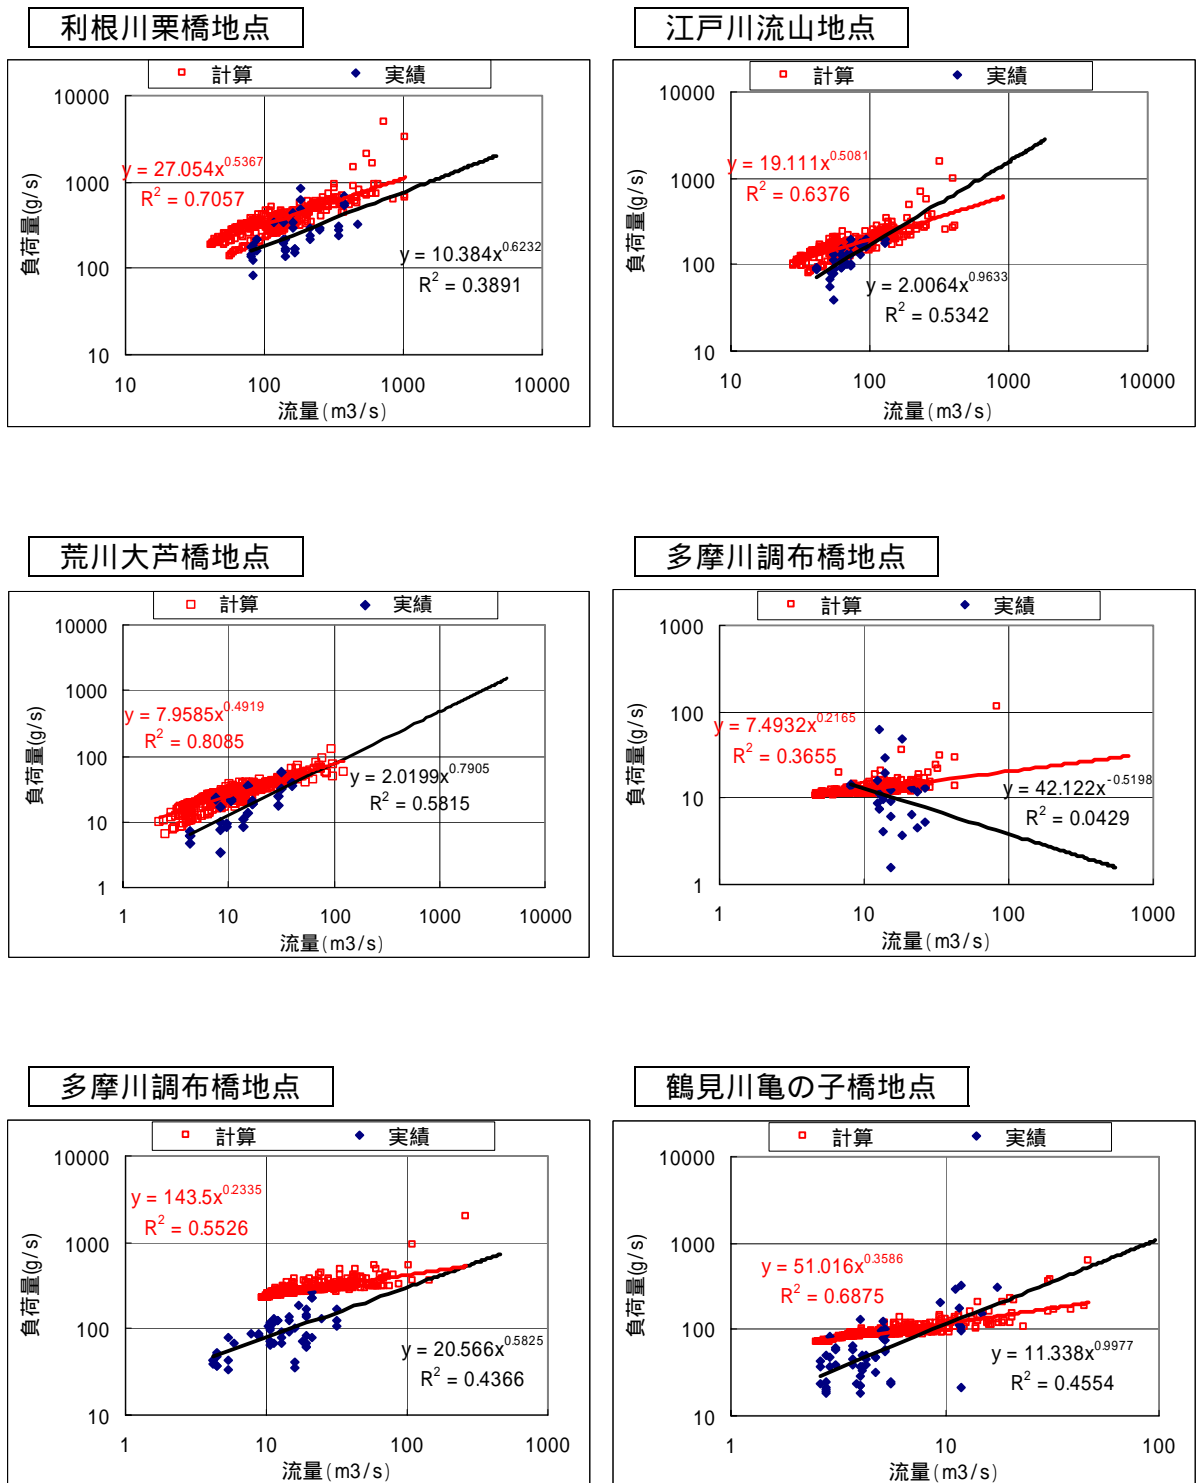 利根川栗橋地点
計算 実績
負荷量(g/s)
10000
1000
100
10
y = 27.054x^0.5367
R^2 = 0.7057
y = 10.384x^0.6232
R^2 = 0.3891
10 100 1000 10000
流量(m3/s)
江戸川流山地点
計算 実績
負荷量(g/s)
10000
1000
100
10
y = 19.111x^0.5081
R^2 = 0.6376
y = 2.0064x^0.9633
R^2 = 0.5342
10 100 1000 10000
流量(m3/s)
荒川大芦橋地点
計算 実績
負荷量(g/s)
10000
1000
100
10
1
y = 7.9585x^0.4919
R^2 = 0.8085
y = 2.0199x^0.7905
R^2 = 0.5815
1 10 100 1000 10000
流量(m3/s)
多摩川調布橋地点
計算 実績
負荷量(g/s)
1000
100
10
1
y = 7.4932x^0.2165
R^2 = 0.3655
y = 42.122x^-0.5198
R^2 = 0.0429
1 10 100 1000
流量(m3/s)
多摩川調布橋地点
計算 実績
負荷量(g/s)
10000
1000
100
10
y = 143.5x^0.2335
R^2 = 0.5526
y = 20.566x^0.5825
R^2 = 0.4366
1 10 100 1000
流量(m3/s)
鶴見川亀の子橋地点
計算 実績
負荷量(g/s)
10000
1000
100
10
y = 51.016x^0.3586
R^2 = 0.6875
y = 11.338x^0.9977
R^2 = 0.4554
1 10 100
流量(m3/s)